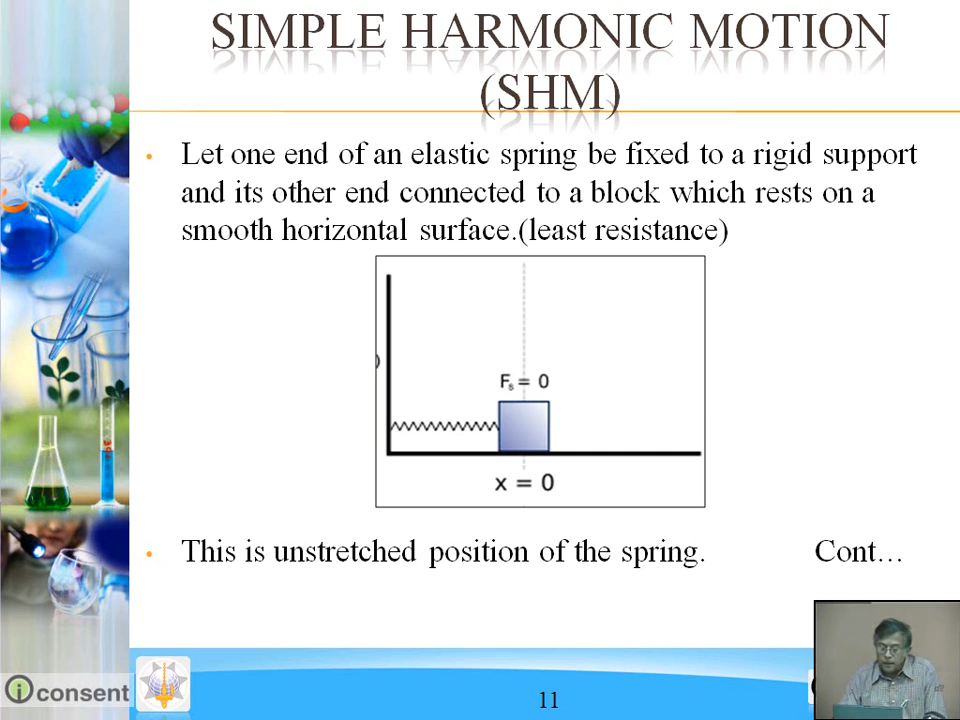 SIMPLE HARMONIC MOTION
(SHM)
• Let one end of an elastic spring be fixed to a rigid support
and its other end connected to a block which rests on a
smooth horizontal surface.(least resistance)
)
Fs = 0
x = 0
• This is unstretched position of the spring. Cont…
iconsent
11